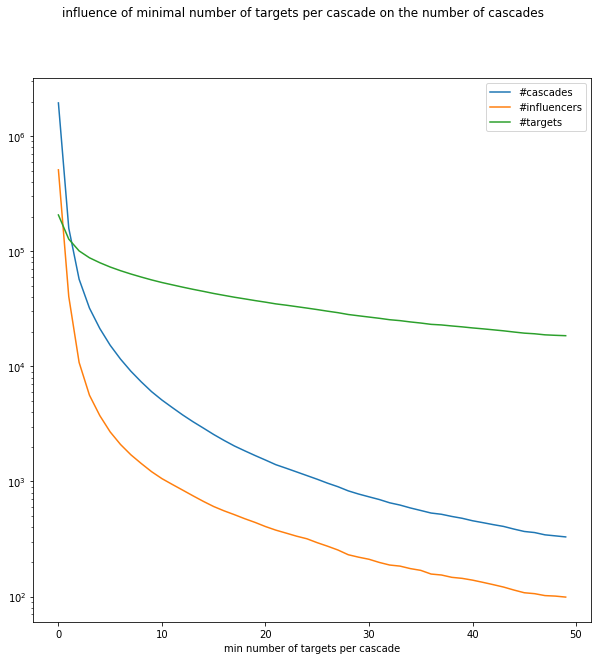 influence of minimal number of targets per cascade on the number of cascades
#cascades
#influencers
#targets
10⁶
10⁵
10⁴
10³
10²
0 10 20 30 40 50
min number of targets per cascade